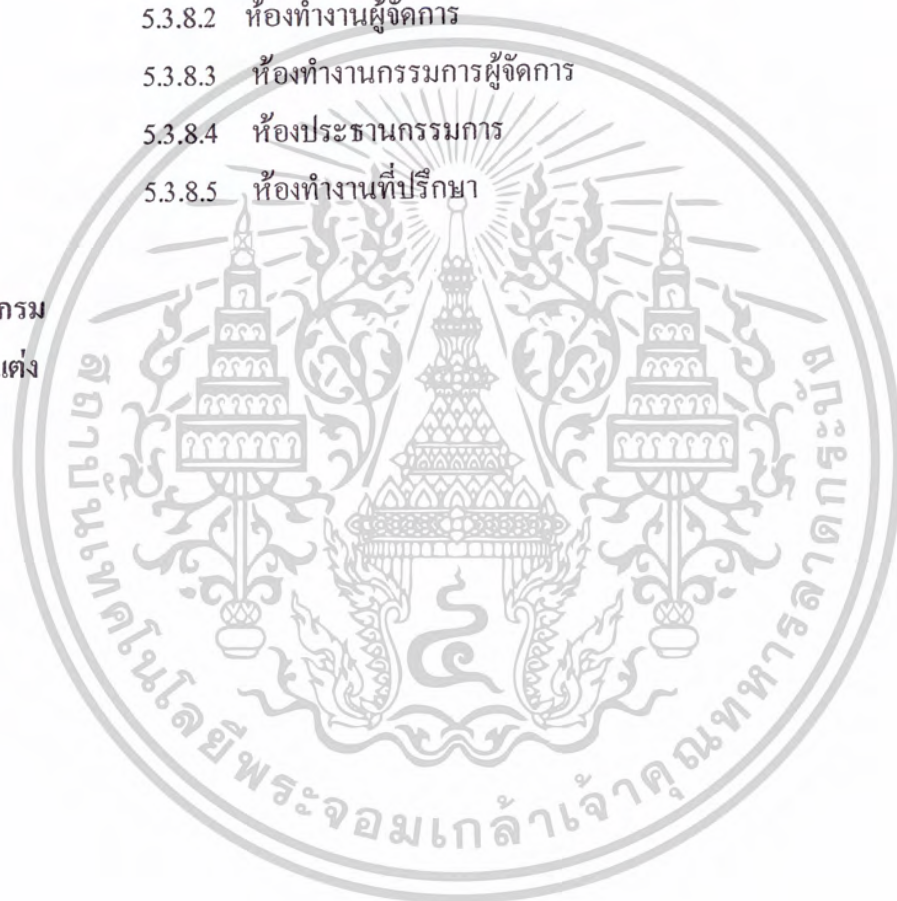 5.3.8.2 ห้องทำงานผู้จัดการ
5.3.8.3 ห้องทำงานกรรมการผู้จัดการ
5.3.8.4 ห้องประธานกรรมการ
5.3.8.5 ห้องทำงานที่ปรึกษา
กรรม
แต่ง
สถาบันเทคโนโลยีพระจอมเกล้าเจ้าคุณทหารลาดกระบัง